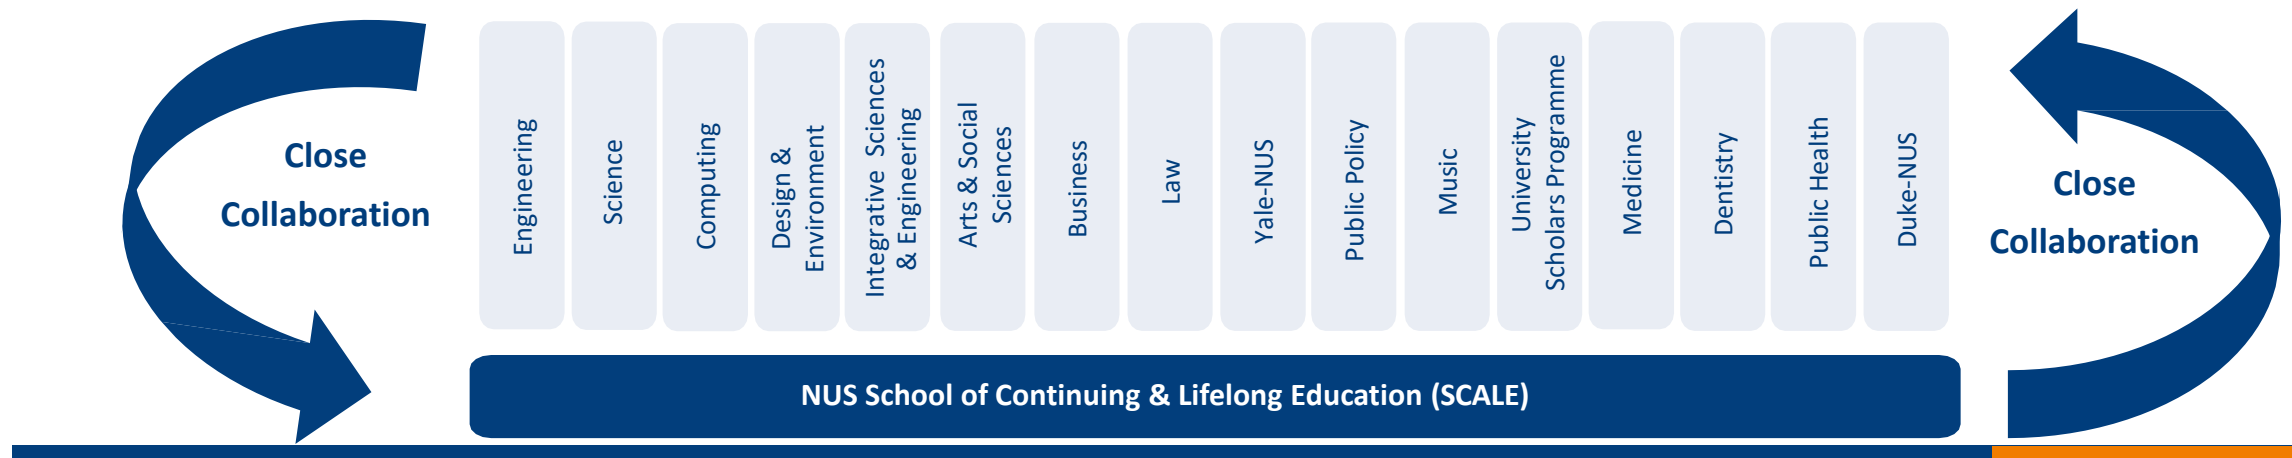 Close
Collaboration
Engineering
Science
Computing
Design &
Environment
Integrative Sciences
& Engineering
Arts & Social
Sciences
Business
Law
Yale-NUS
Public Policy
Music
University
Scholars Programme
Medicine
Dentistry
Public Health
Duke-NUS
Close
Collaboration
NUS School of Continuing & Lifelong Education (SCALE)